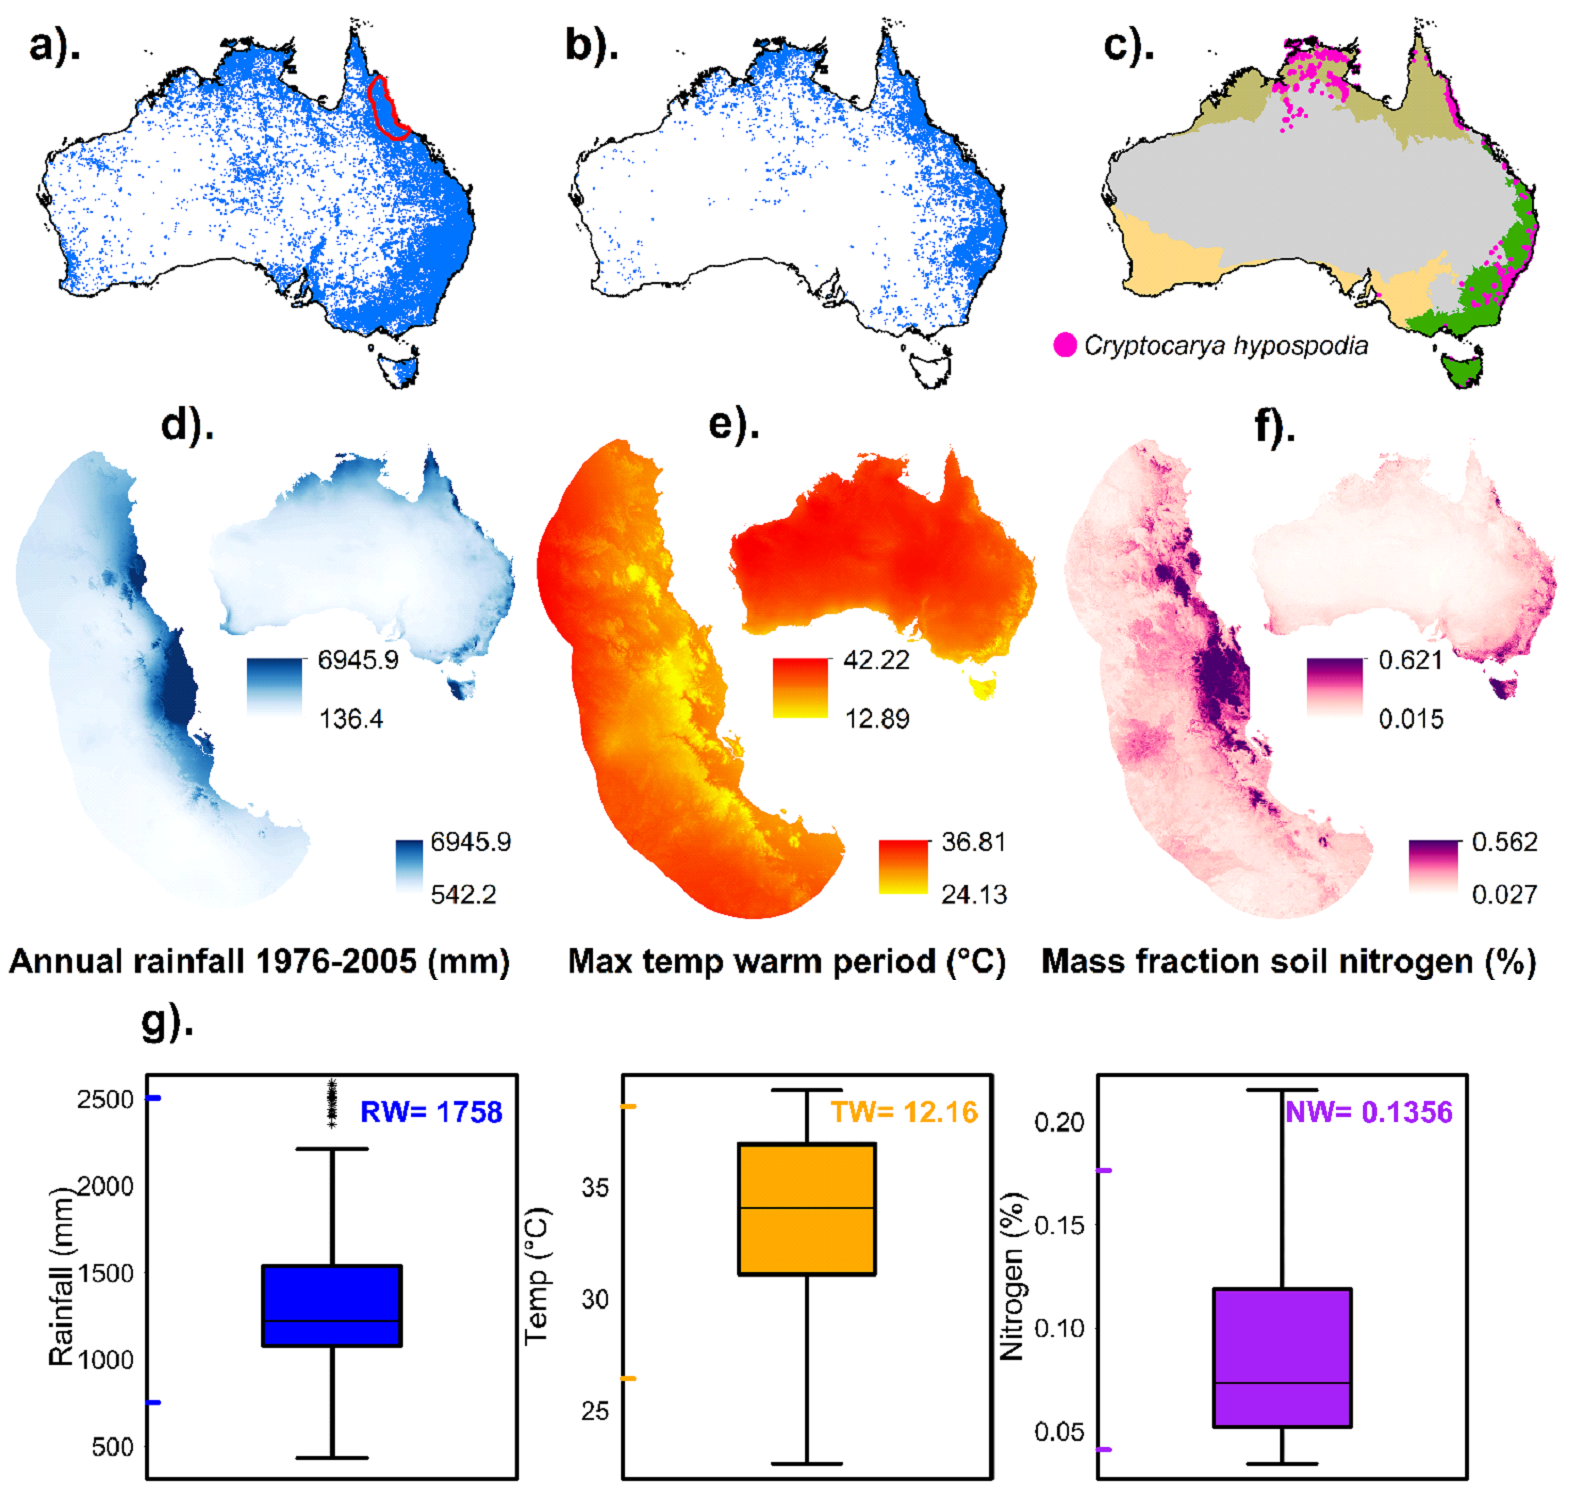 a).
b).
c).
Cryptocarya hypospodia
d).
e).
f).
6945.9
136.4
42.22
12.89
0.621
0.015
6945.9
542.2
36.81
24.13
0.562
0.027
Annual rainfall 1976-2005 (mm)
Max temp warm period (°C)
Mass fraction soil nitrogen (%)
g).
Rainfall (mm)
2500
2000
1500
1000
500
RW= 1758
Temp (°C)
35
30
25
TW= 12.16
Nitrogen (%)
0.20
0.15
0.10
0.05
NW= 0.1356